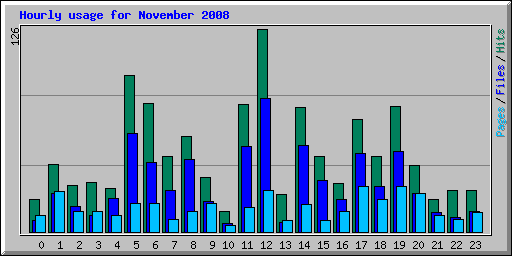 Hourly usage for November 2008
126
Pages/Files/Hits
0 1 2 3 4 5 6 7 8 9 10 11 12 13 14 15 16 17 18 19 20 21 22 23